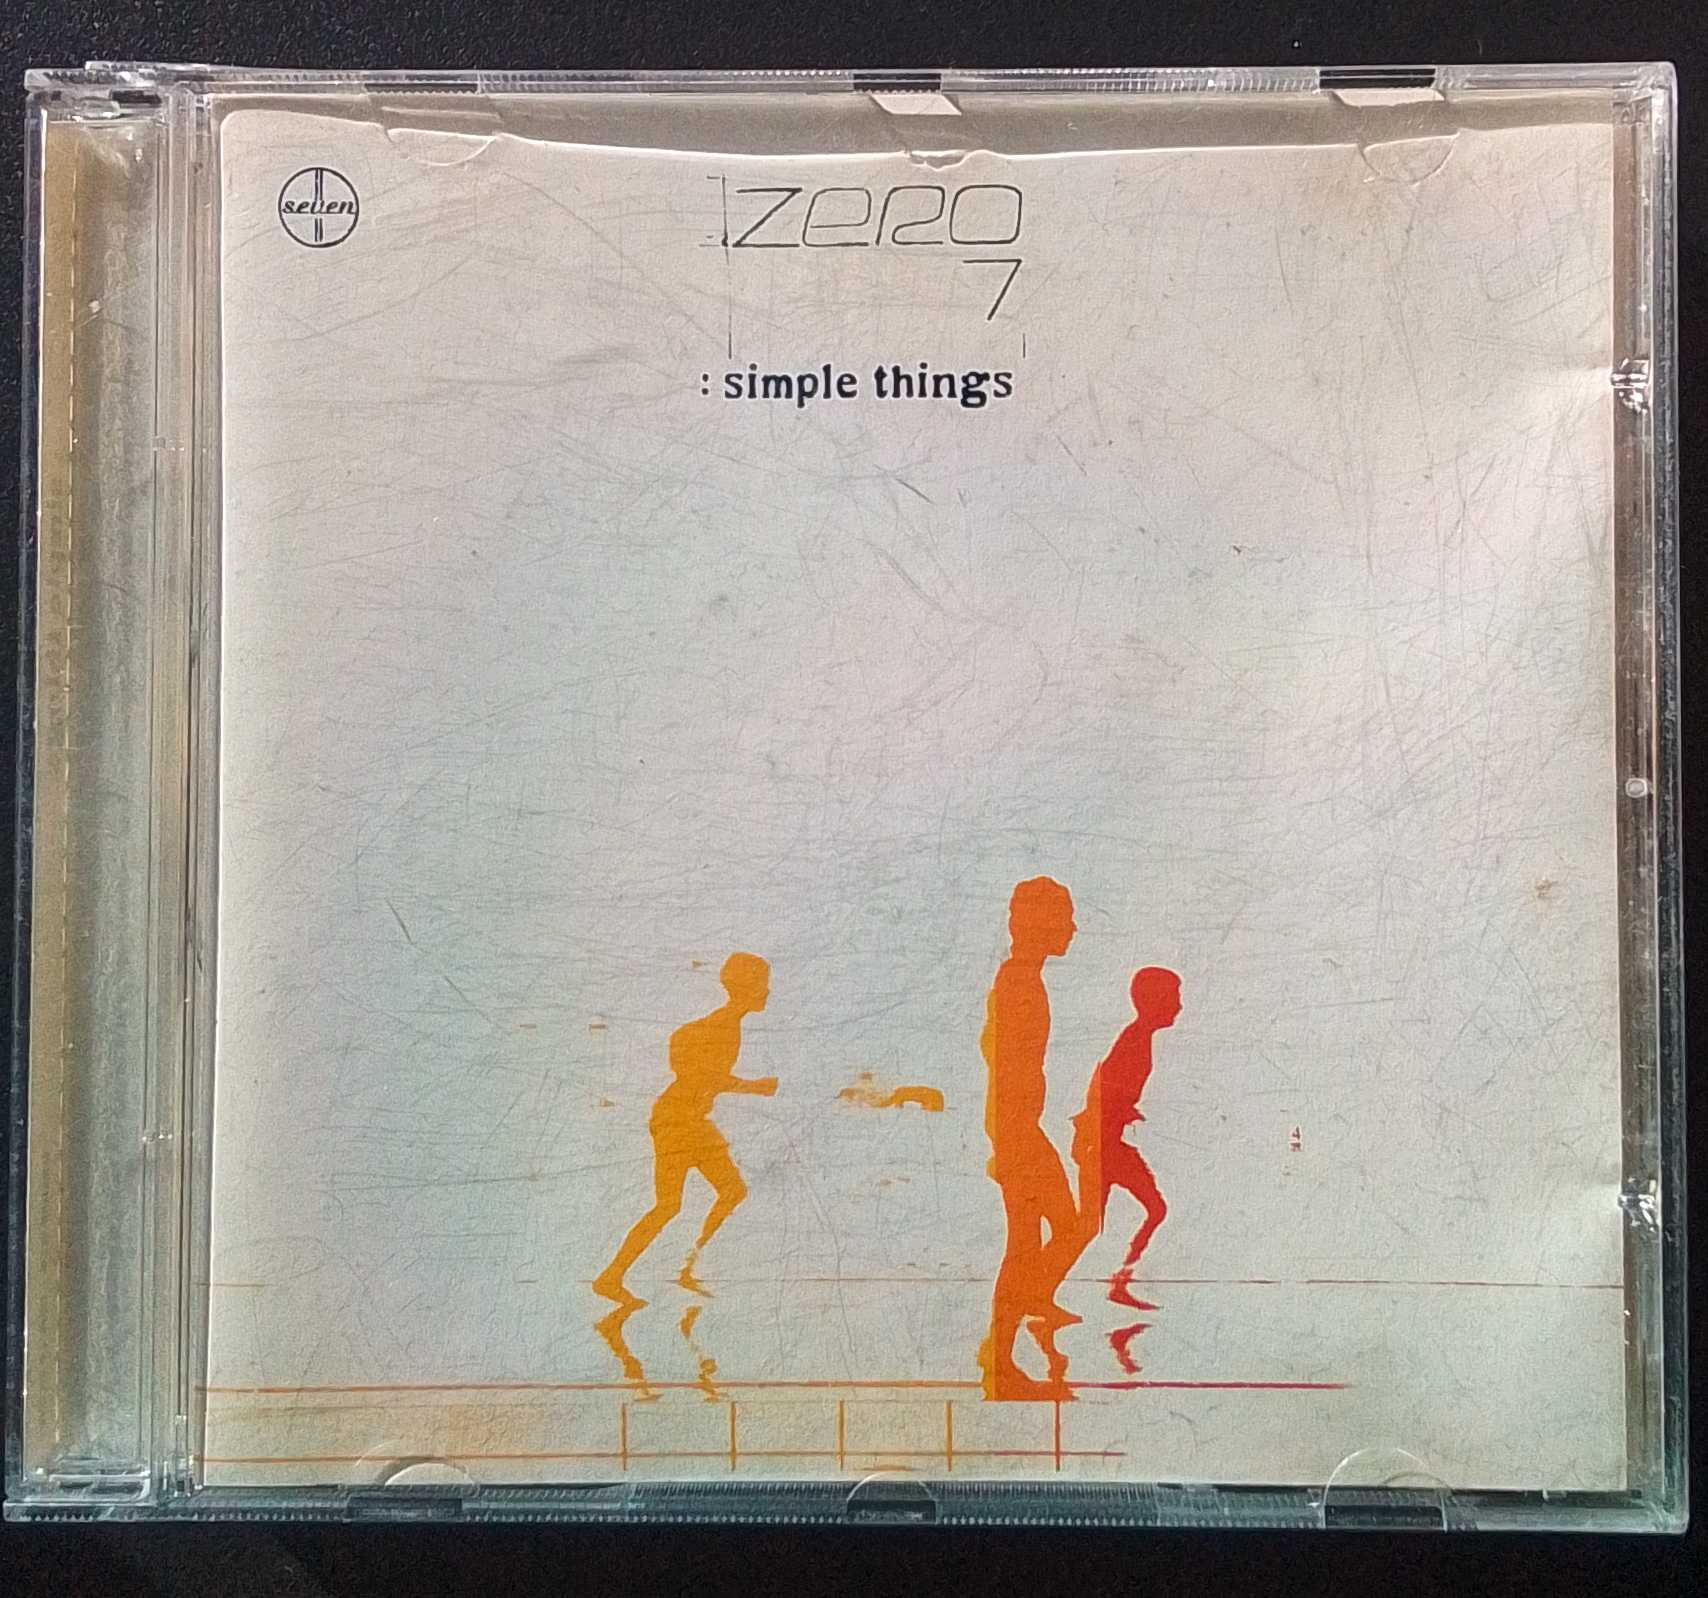 seven
zero
7
: simple things